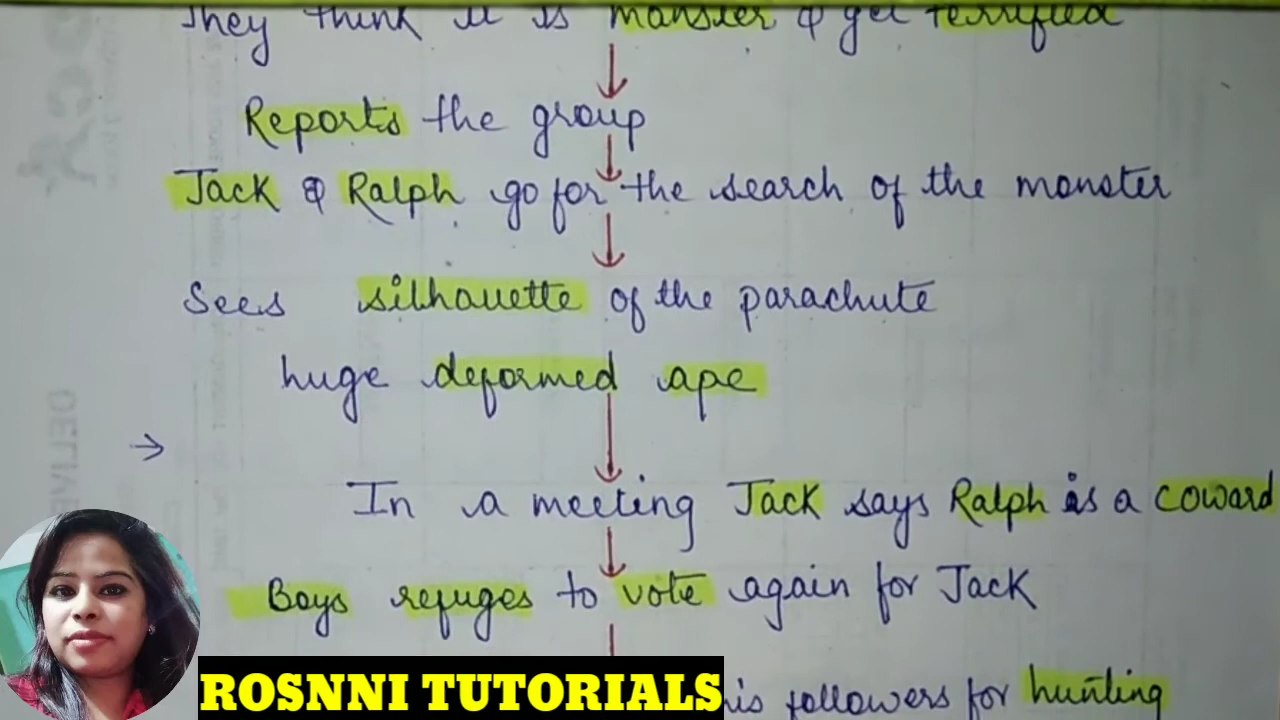 They think it is monster & get terrified
Reports the group
Jack & Ralph go for the search of the monster
Sees silhouette of the parachute
huge deformed ape
→
In a meeting Jack says Ralph is a coward
Boys refuges to vote again for Jack
his followers for hunting
ROSNNI TUTORIALS